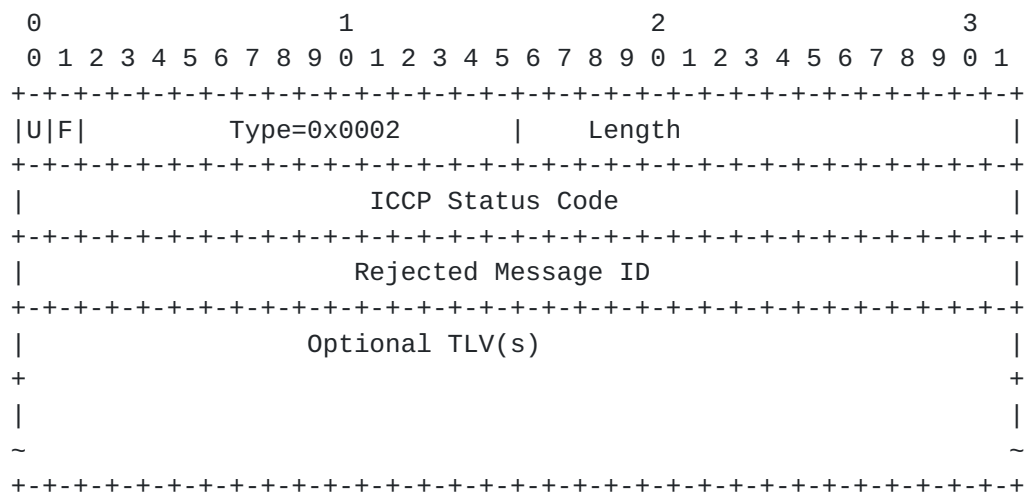 0                   1                   2                   3
 0 1 2 3 4 5 6 7 8 9 0 1 2 3 4 5 6 7 8 9 0 1 2 3 4 5 6 7 8 9 0 1
+-+-+-+-+-+-+-+-+-+-+-+-+-+-+-+-+-+-+-+-+-+-+-+-+-+-+-+-+-+-+-+-+
|U|F|         Type=0x0002       |    Length                     |
+-+-+-+-+-+-+-+-+-+-+-+-+-+-+-+-+-+-+-+-+-+-+-+-+-+-+-+-+-+-+-+-+
|                      ICCP Status Code                         |
+-+-+-+-+-+-+-+-+-+-+-+-+-+-+-+-+-+-+-+-+-+-+-+-+-+-+-+-+-+-+-+-+
|                     Rejected Message ID                       |
+-+-+-+-+-+-+-+-+-+-+-+-+-+-+-+-+-+-+-+-+-+-+-+-+-+-+-+-+-+-+-+-+
|                  Optional TLV(s)                              |
+                                                               +
|                                                               |
~                                                               ~
+-+-+-+-+-+-+-+-+-+-+-+-+-+-+-+-+-+-+-+-+-+-+-+-+-+-+-+-+-+-+-+-+